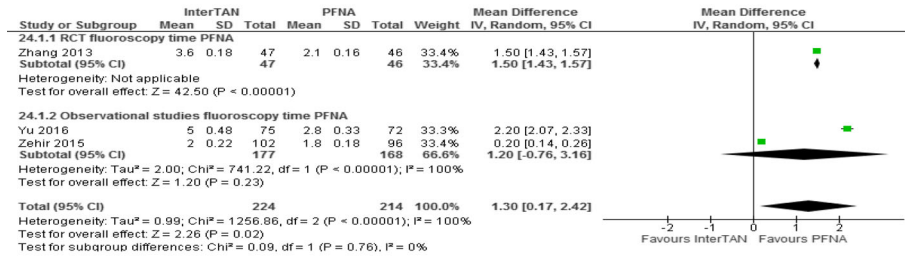 InterTAN PFNA Mean Difference Mean Difference
Study or Subgroup Mean SD Total Mean SD Total Weight IV, Random, 95% CI IV, Random, 95% CI
24.1.1 RCT fluoroscopy time PFNA
Zhang 2013 3.6 0.18 47 2.1 0.16 46 33.4% 1.50 [1.43, 1.57]
Subtotal (95% CI) 47 46 33.4% 1.50 [1.43, 1.57]
Heterogeneity: Not applicable
Test for overall effect: Z = 42.50 (P < 0.00001)
24.1.2 Observational studies fluoroscopy time PFNA
Yu 2016 5 0.48 75 2.8 0.33 72 33.3% 2.20 [2.07, 2.33]
Zehir 2015 2 0.22 102 1.8 0.18 96 33.4% 0.20 [0.14, 0.26]
Subtotal (95% CI) 177 168 66.6% 1.20 [-0.76, 3.16]
Heterogeneity: Tau² = 2.00; Chi² = 741.22, df = 1 (P < 0.00001); I² = 100%
Test for overall effect: Z = 1.20 (P = 0.23)
Total (95% CI) 224 214 100.0% 1.30 [0.17, 2.42]
Heterogeneity: Tau² = 0.99; Chi² = 1256.86, df = 2 (P < 0.00001); I² = 100%
Test for overall effect: Z = 2.26 (P = 0.02)
Test for subgroup differences: Chi² = 0.09, df = 1 (P = 0.76), I² = 0%
-2 -1 0 1 2
Favours InterTAN Favours PFNA